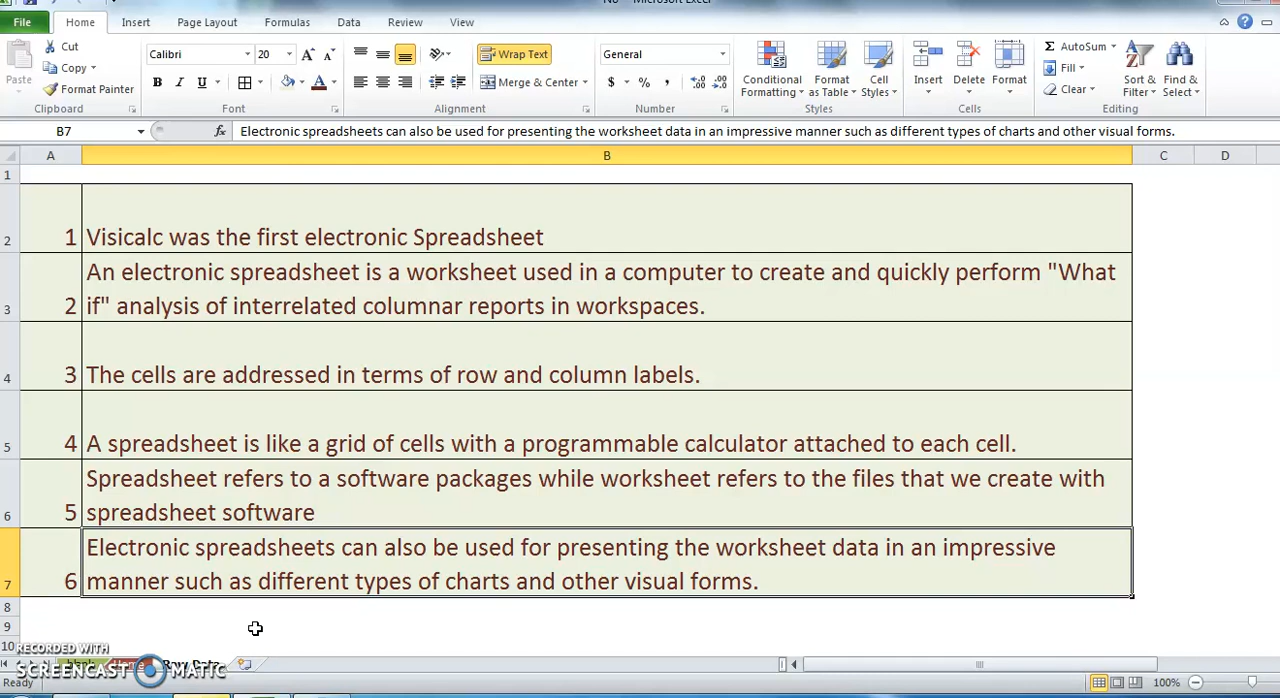 File Home Insert Page Layout Formulas Data Review View
Cut
Copy
Format Painter
Paste
Clipboard
Calibri 20
B I U
Font
Wrap Text
Merge & Center
Alignment
General
$ % ,
Number
Conditional Formatting
Format as Table
Cell Styles
Styles
Insert Delete Format
Cells
AutoSum
Fill
Clear
Sort & Filter
Find & Select
Editing
B7 fx Electronic spreadsheets can also be used for presenting the worksheet data in an impressive manner such as different types of charts and other visual forms.
A B C D
1
2 1 Visicalc was the first electronic Spreadsheet
An electronic spreadsheet is a worksheet used in a computer to create and quickly perform "What
3 2 if" analysis of interrelated columnar reports in workspaces.
4 3 The cells are addressed in terms of row and column labels.
5 4 A spreadsheet is like a grid of cells with a programmable calculator attached to each cell.
Spreadsheet refers to a software packages while worksheet refers to the files that we create with
6 5 spreadsheet software
Electronic spreadsheets can also be used for presenting the worksheet data in an impressive
7 6 manner such as different types of charts and other visual forms.
8
9
10
RECORDED WITH
SCREENCAST MATIC
Ready 100%